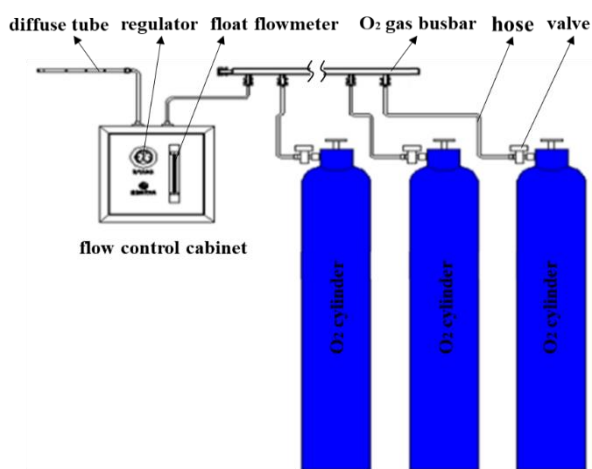 diffuse tube regulator float flowmeter O₂ gas busbar hose valve
flow control cabinet
O₂ cylinder
O₂ cylinder
O₂ cylinder